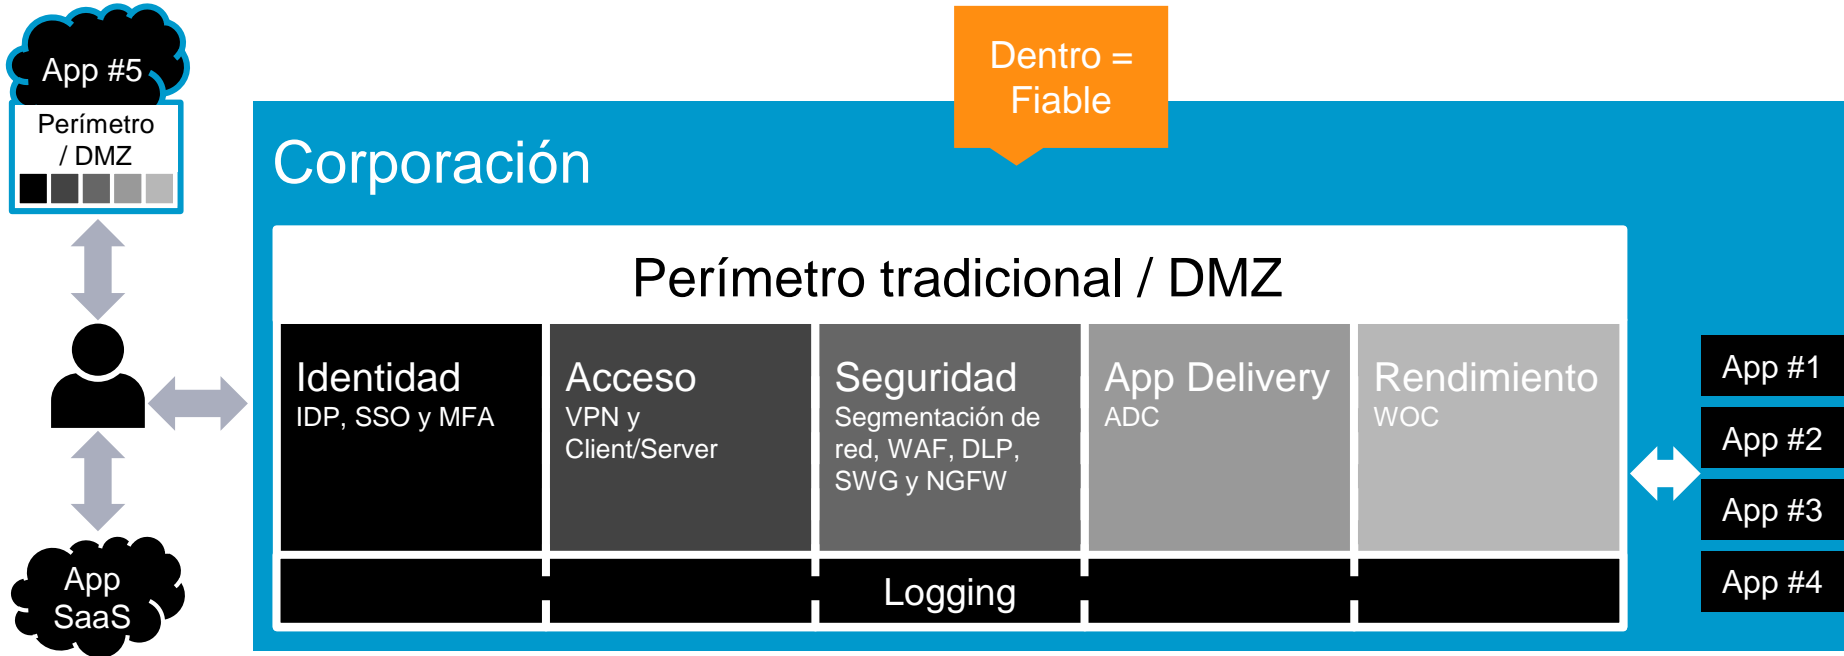 App #5
Perímetro
/ DMZ
Dentro =
Fiable
Corporación
Perímetro tradicional / DMZ
Identidad
IDP, SSO y MFA
Acceso
VPN y
Client/Server
Seguridad
Segmentación de
red, WAF, DLP,
SWG y NGFW
App Delivery
ADC
Rendimiento
WOC
Logging
App #1
App #2
App #3
App #4
App
SaaS